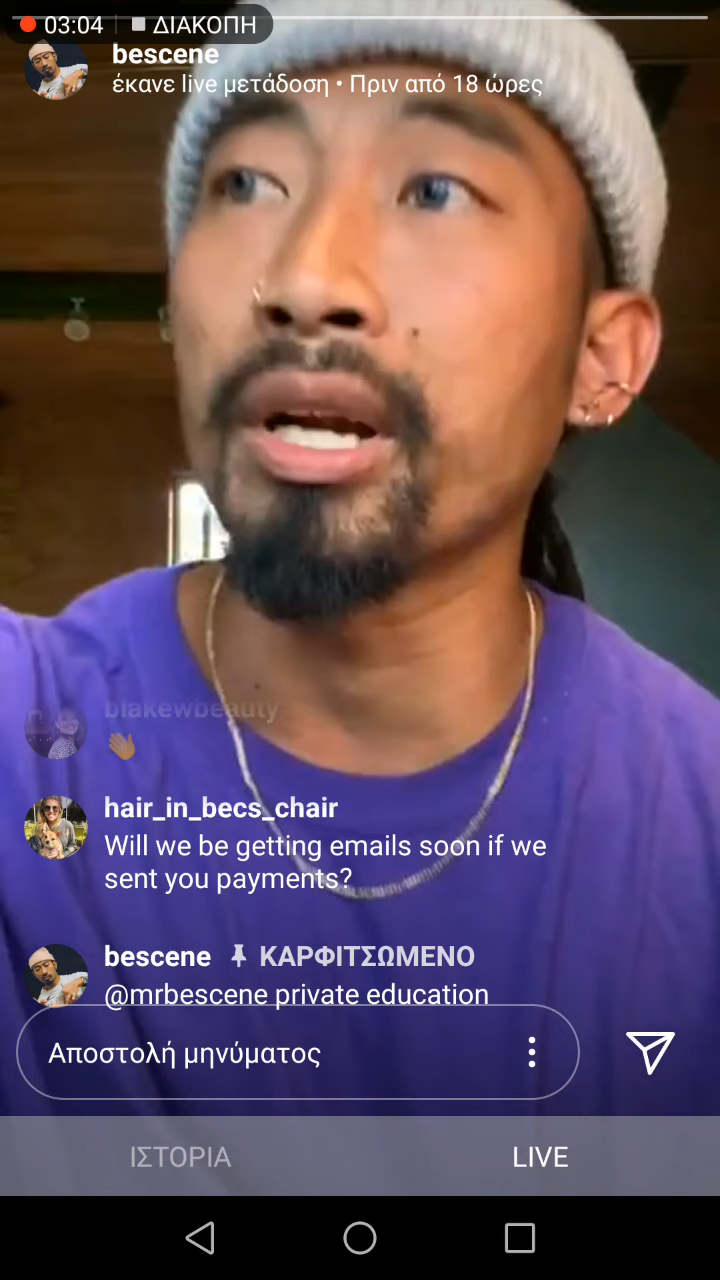 03:04 ΔΙΑΚΟΠΗ
bescene
έκανε live μετάδοση • Πριν από 18 ώρες
blakewbeauty
👋🏽
hair_in_becs_chair
Will we be getting emails soon if we
sent you payments?
bescene ΚΑΡΦΙΤΣΩΜΕΝΟ
@mrbescene private education
Αποστολή μηνύματος
ΙΣΤΟΡΙΑ LIVE